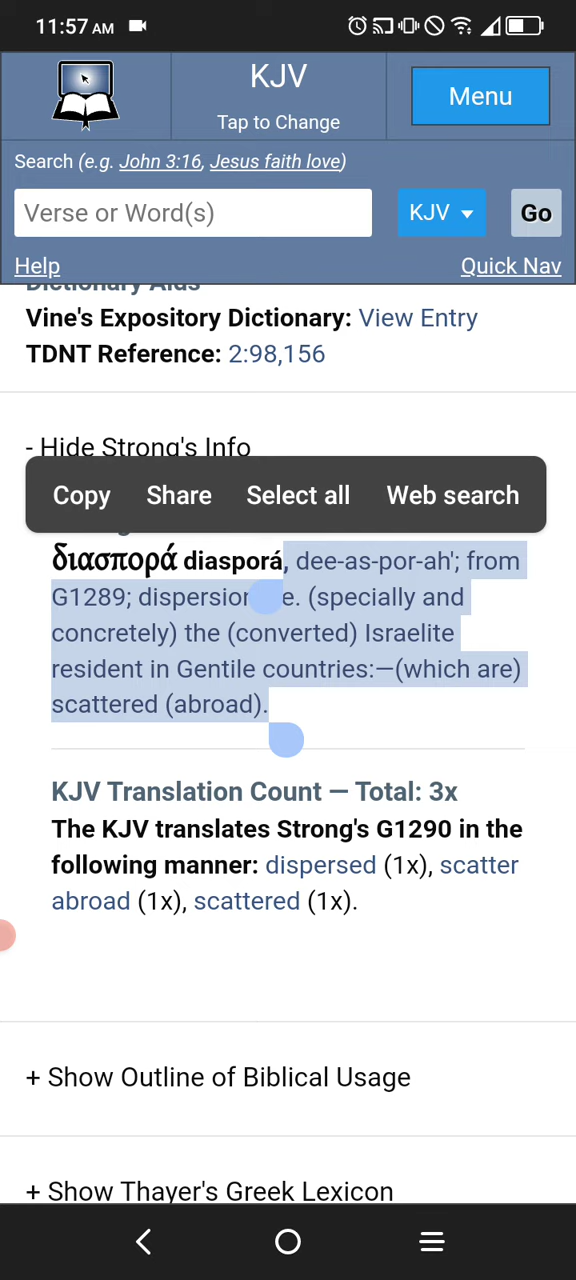 11:57 AM
KJV
Tap to Change
Menu
Search (e.g. John 3:16, Jesus faith love)
Verse or Word(s)
KJV
Go
Help
Quick Nav
Dictionary Aids
Vine's Expository Dictionary: View Entry
TDNT Reference: 2:98,156
- Hide Strong's Info
Copy
Share
Select all
Web search
διασπορά diasporá, dee-as-por-ah'; from
G1289; dispersion e. (specially and
concretely) the (converted) Israelite
resident in Gentile countries:—(which are)
scattered (abroad).
KJV Translation Count — Total: 3x
The KJV translates Strong's G1290 in the
following manner: dispersed (1x), scatter
abroad (1x), scattered (1x).
+ Show Outline of Biblical Usage
+ Show Thayer's Greek Lexicon